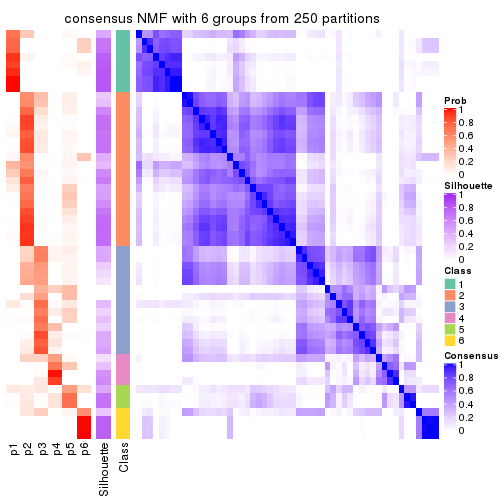 consensus NMF with 6 groups from 250 partitions
Prob
1
0.8
0.6
0.4
0.2
0
Silhouette
1
0.8
0.6
0.4
0.2
0
Class
1
2
3
4
5
6
Consensus
1
0.8
0.6
0.4
0.2
0
p1
p2
p3
p4
p5
p6
Silhouette
Class